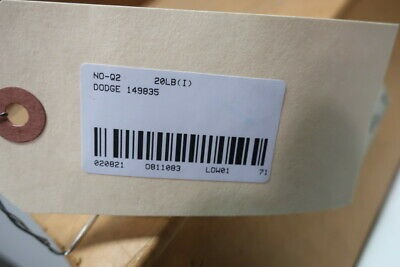 NO-Q2 20LB(I)
DODGE 149835
020821 0811083 LOW01 71